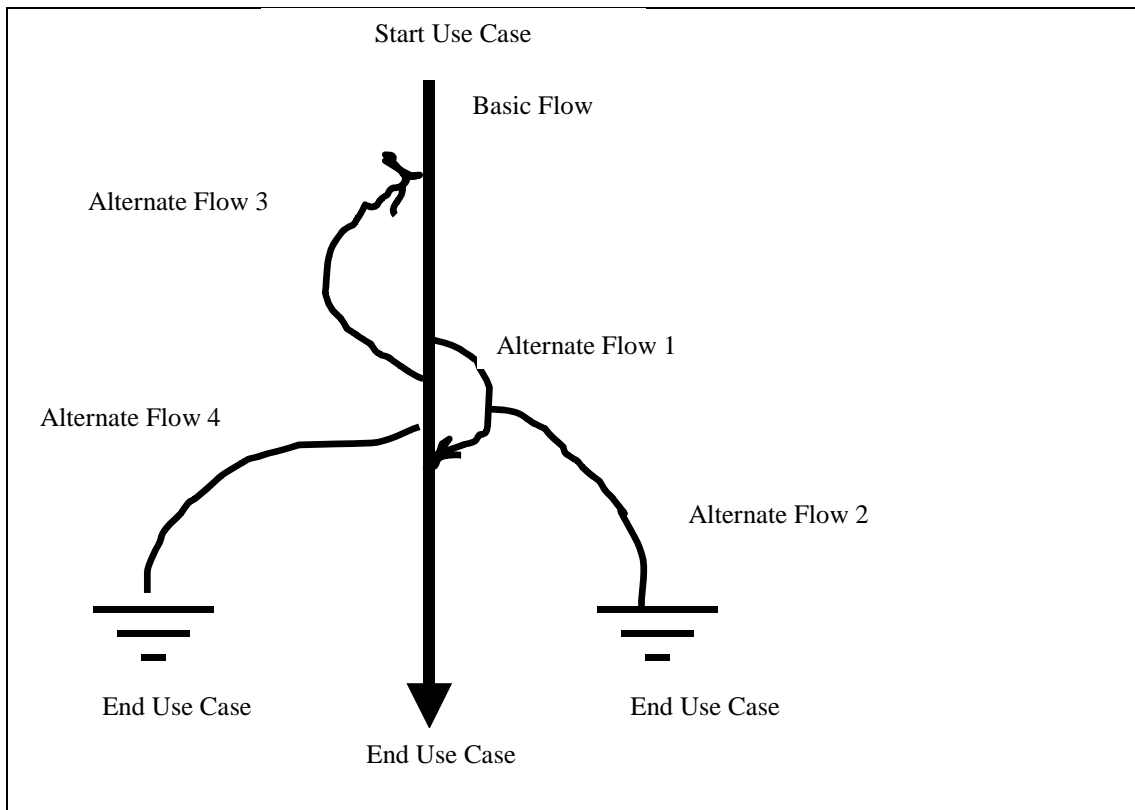 Start Use Case
Basic Flow
Alternate Flow 3
Alternate Flow 1
Alternate Flow 4
Alternate Flow 2
End Use Case
End Use Case
End Use Case